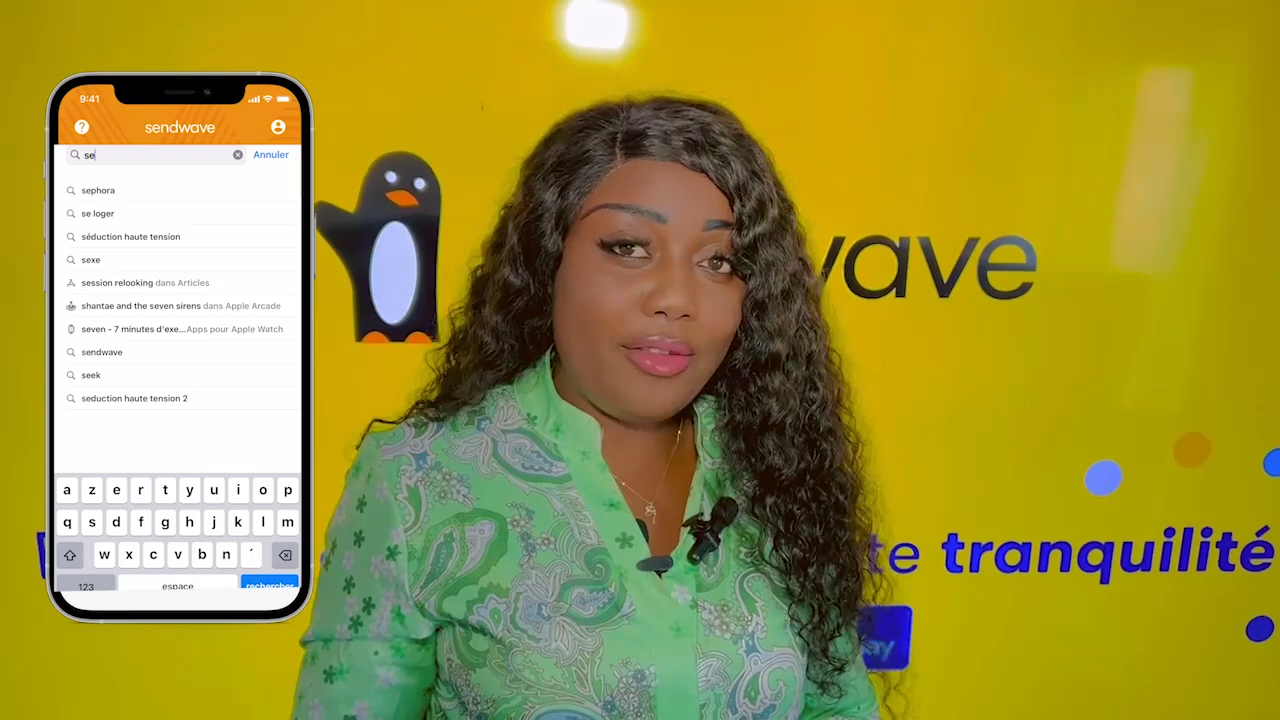 9:41
sendwave
se
Annuler
sephora
se loger
séduction haute tension
sexe
session relooking dans Articles
shantae and the seven sirens dans Apple Arcade
seven - 7 minutes d'exe...Apps pour Apple Watch
sendwave
seek
seduction haute tension 2
a z e r t y u i o p
q s d f g h j k l m
w x c v b n ´
123 espace rechercher
wave
te tranquilité
ay